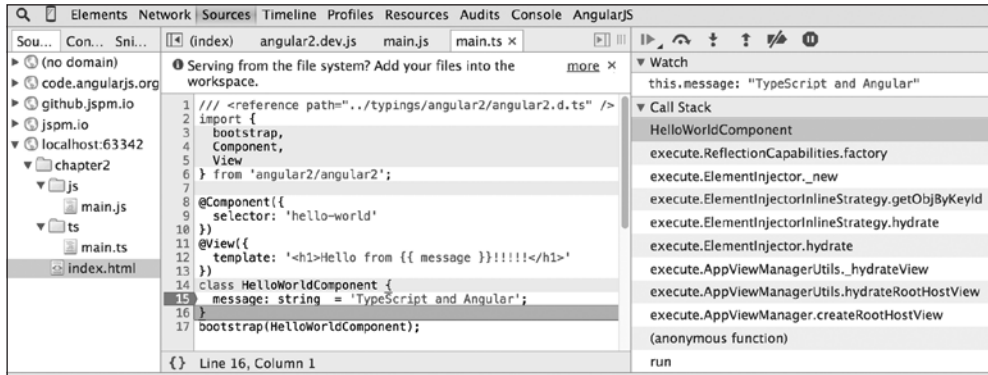 Elements Network Sources Timeline Profiles Resources Audits Console AngularJS
Sou... Con... Sni...
(no domain)
code.angularjs.org
github.jspm.io
jspm.io
localhost:63342
chapter2
js
main.js
ts
main.ts
index.html
(index) angular2.dev.js main.js main.ts ×
Serving from the file system? Add your files into the workspace. more ×
1 /// <reference path="../typings/angular2/angular2.d.ts" />
2 import {
3   bootstrap,
4   Component,
5   View
6 } from 'angular2/angular2';
7
8 @Component({
9   selector: 'hello-world'
10 })
11 @View({
12   template: '<h1>Hello from {{ message }}!!!!!</h1>'
13 })
14 class HelloWorldComponent {
15   message: string  = 'TypeScript and Angular';
16 }
17 bootstrap(HelloWorldComponent);
{} Line 16, Column 1
Watch
this.message: "TypeScript and Angular"
Call Stack
HelloWorldComponent
execute.ReflectionCapabilities.factory
execute.ElementInjector._new
execute.ElementInjectorInlineStrategy.getObjByKeyId
execute.ElementInjectorInlineStrategy.hydrate
execute.ElementInjector.hydrate
execute.AppViewManagerUtils._hydrateView
execute.AppViewManagerUtils.hydrateRootHostView
execute.AppViewManager.createRootHostView
(anonymous function)
run